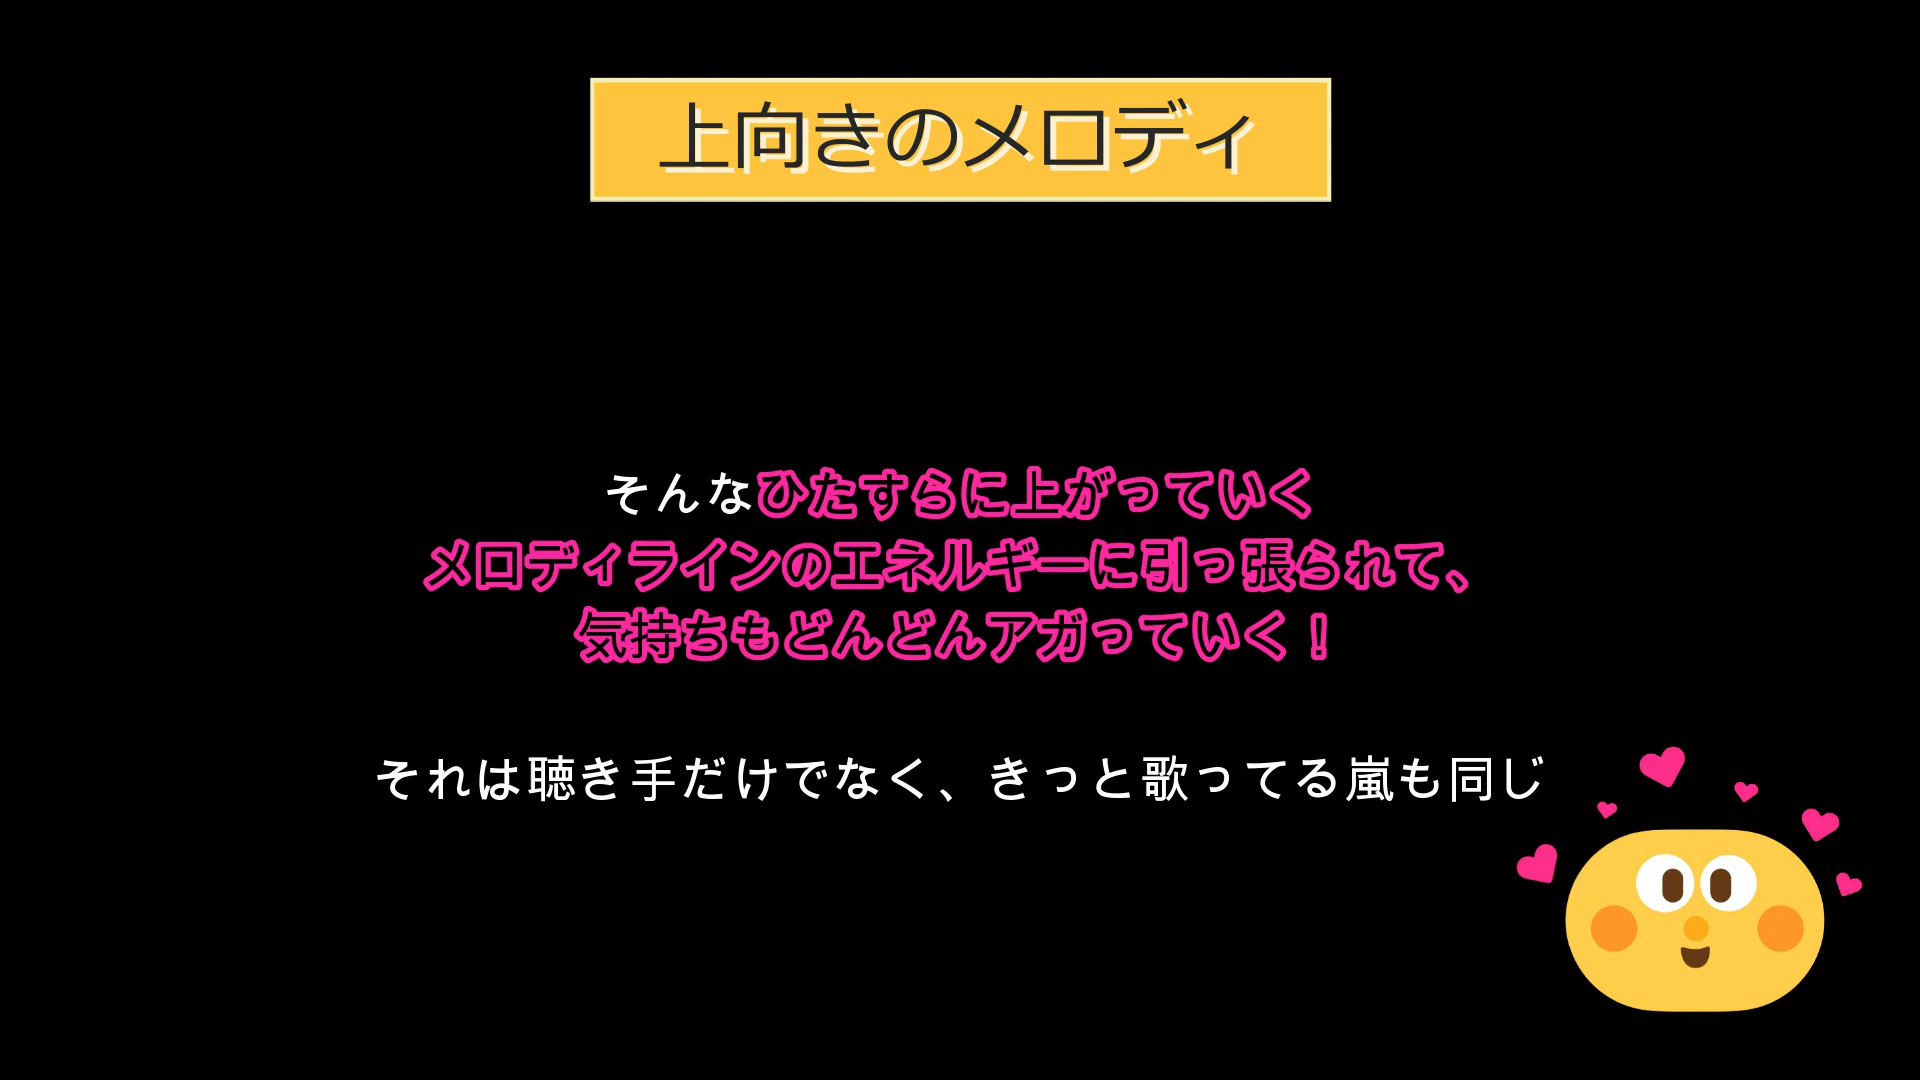 上向きのメロディ
そんなひたすらに上がっていく
メロディラインのエネルギーに引っ張られて、
気持ちもどんどんアガっていく！
それは聴き手だけでなく、きっと歌ってる嵐も同じ